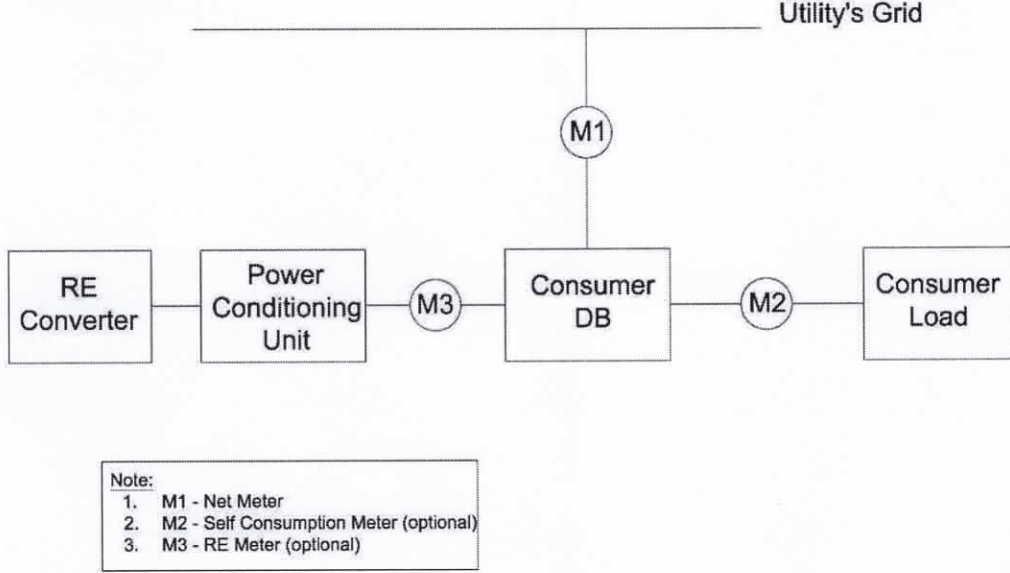 Utility's Grid
M1
RE
Converter
Power
Conditioning
Unit
M3
Consumer
DB
M2
Consumer
Load
Note:
1. M1 - Net Meter
2. M2 - Self Consumption Meter (optional)
3. M3 - RE Meter (optional)